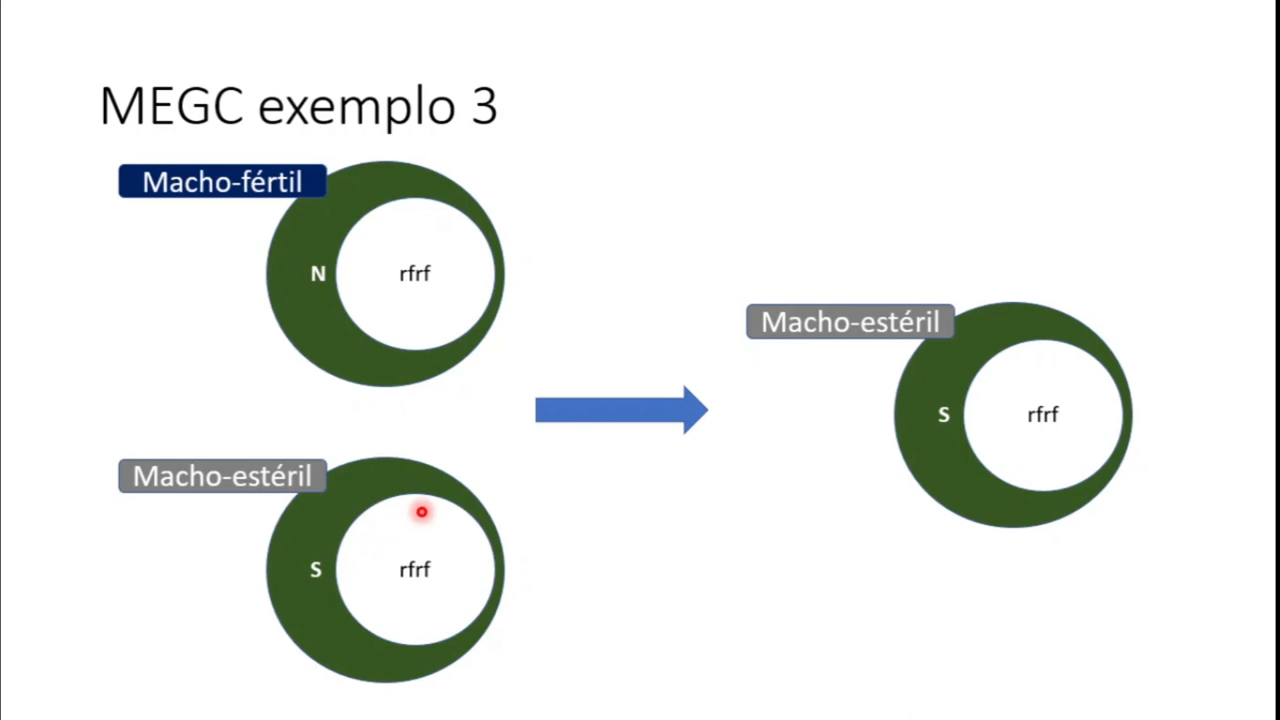 MEGC exemplo 3
Macho-fértil
N
rfrf
Macho-estéril
S
rfrf
Macho-estéril
S
rfrf